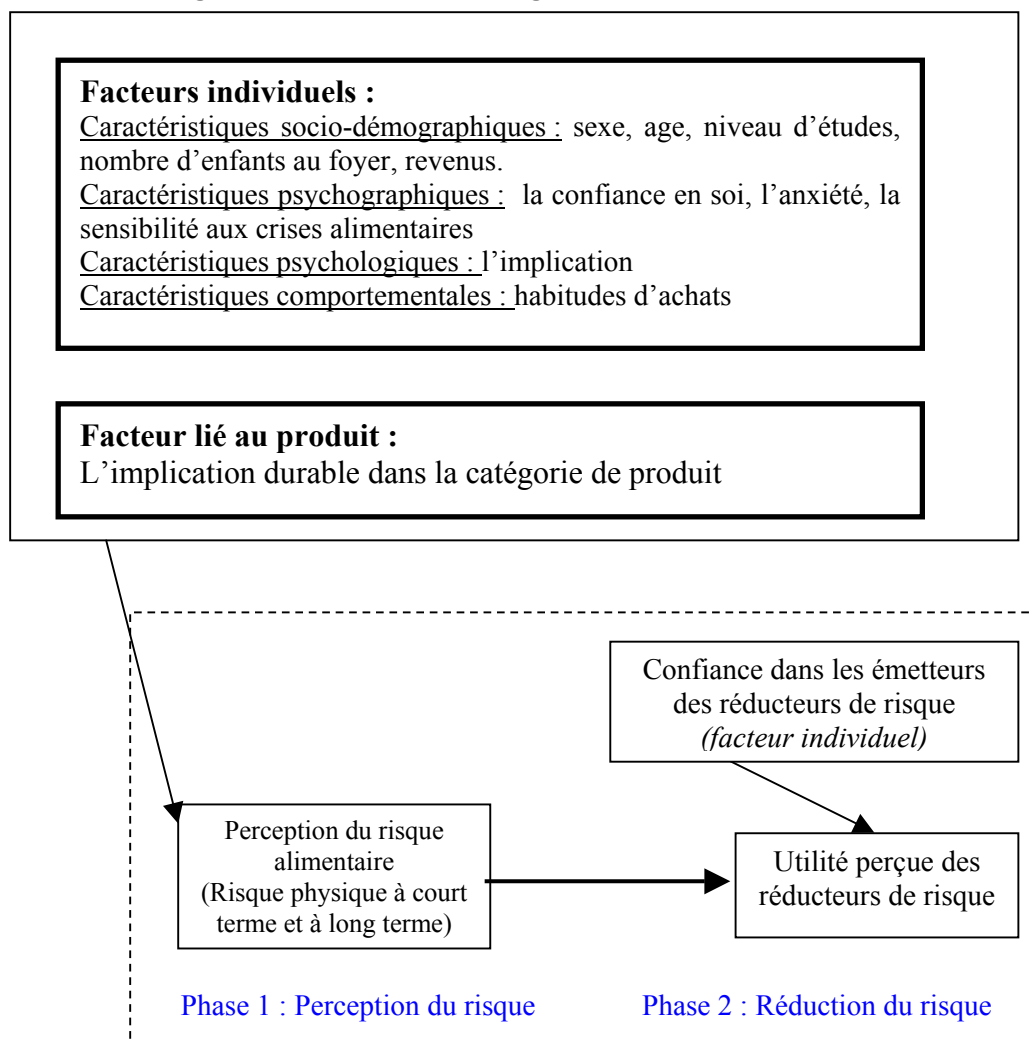 Facteurs individuels :
Caractéristiques socio-démographiques : sexe, age, niveau d’études,
nombre d’enfants au foyer, revenus.
Caractéristiques psychographiques : la confiance en soi, l’anxiété, la
sensibilité aux crises alimentaires
Caractéristiques psychologiques : l’implication
Caractéristiques comportementales : habitudes d’achats
Facteur lié au produit :
L’implication durable dans la catégorie de produit
Confiance dans les émetteurs
des réducteurs de risque
(facteur individuel)
Perception du risque
alimentaire
(Risque physique à court
terme et à long terme)
Utilité perçue des
réducteurs de risque
Phase 1 : Perception du risque
Phase 2 : Réduction du risque